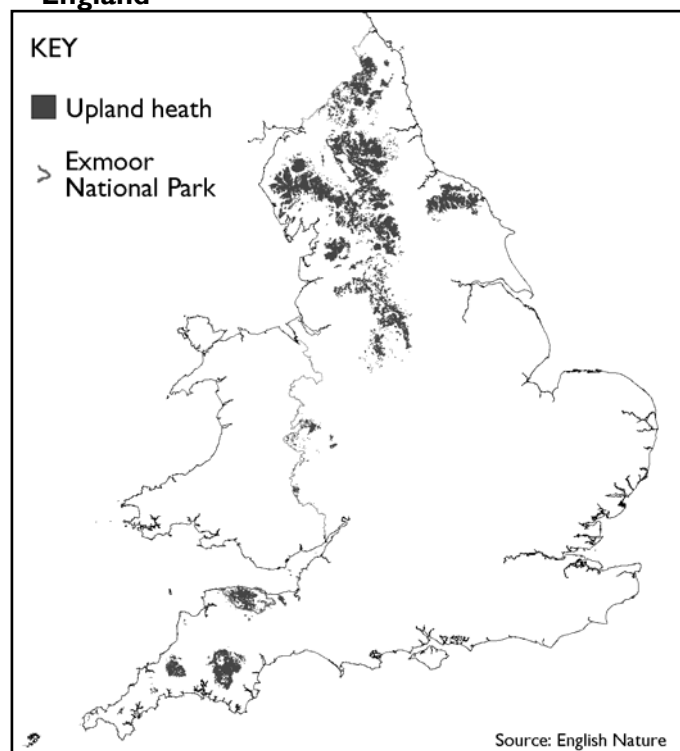 England
KEY
Upland heath
Exmoor
National Park
Source: English Nature